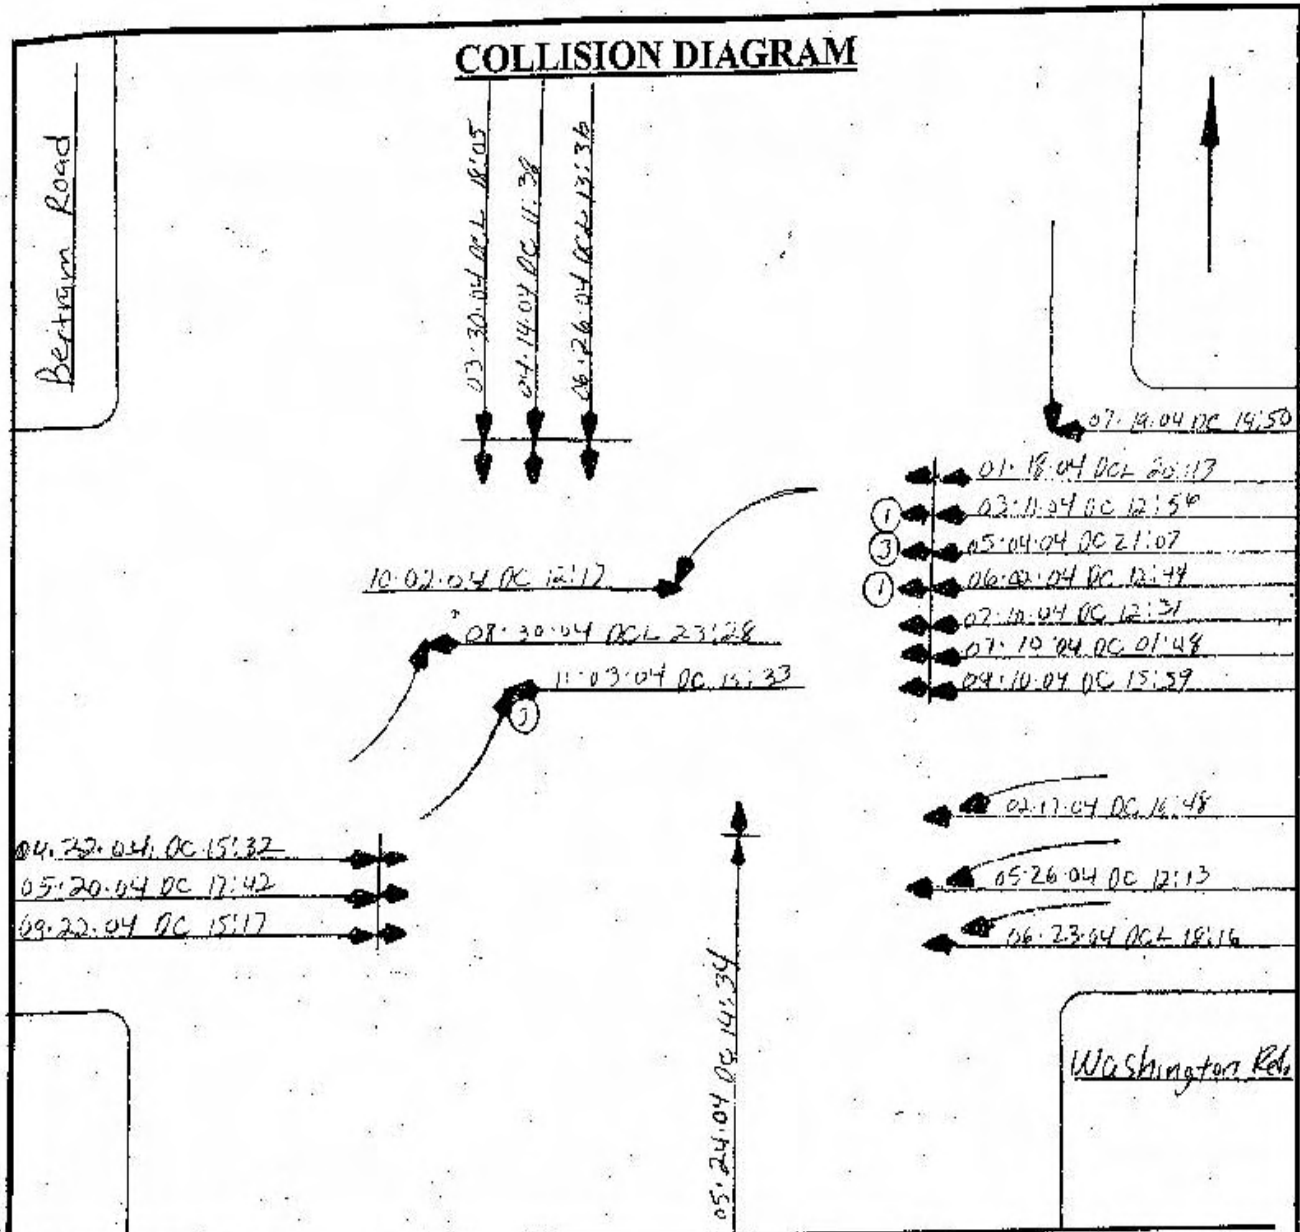 COLLISION DIAGRAM
Bertram Road
03·30·04 DCL 18:05
04·14·04 DC 11:38
06·26·04 DCL 13:36
07·19·04 DC 14:50
01·18·04 DCL 20:13
1 03·11·04 DC 12:56
3 05·04·04 DC 21:07
1 06·02·04 DC 12:44
07·10·04 DC 12:31
07·10·04 DC 01:48
09·10·04 DC 15:59
10·02·04 DC 12:17
08·30·04 DCL 23:28
11·03·04 DC 15:33
02·17·04 DC 16:48
04·22·04 DC 15:32
05·20·04 DC 17:42
09·22·04 DC 15:17
05·26·04 DC 12:13
06·23·04 DCL 18:16
05·24·04 DC 14:34
Washington Rd.